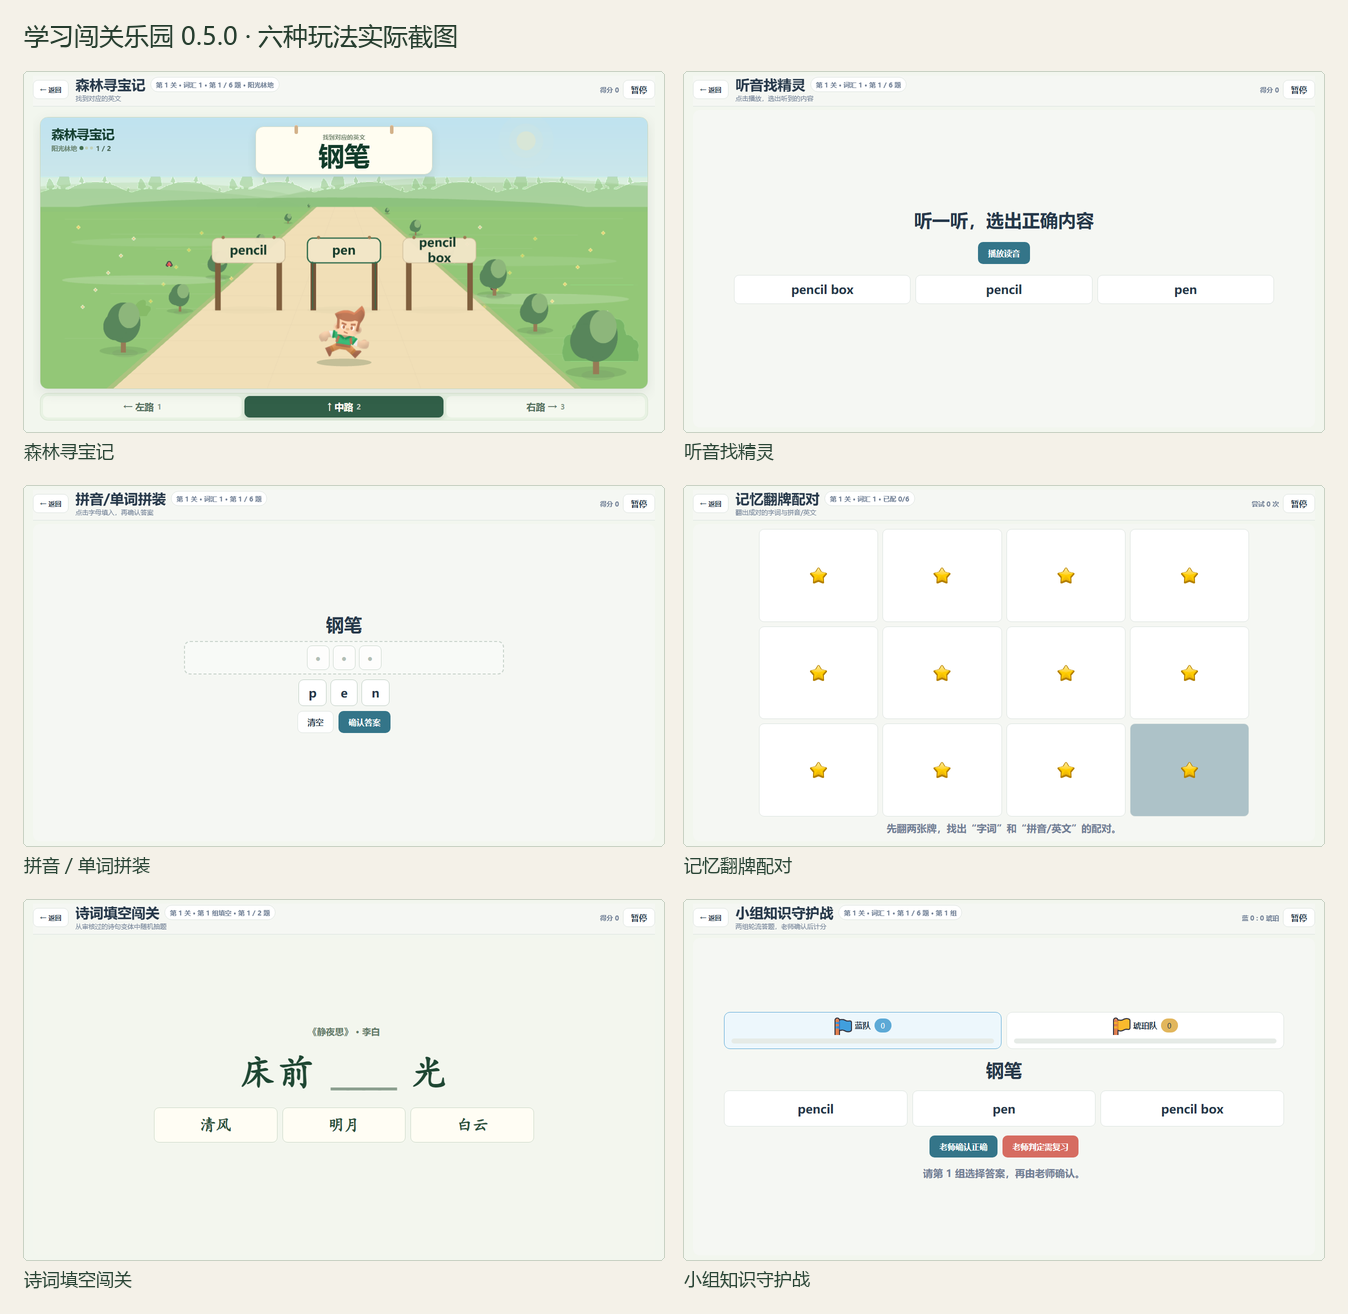 学习闯关乐园 0.5.0 · 六种玩法实际截图
← 返回
森林寻宝记
第 1 关 • 词汇 1 • 第 1 / 6 题 • 阳光林地
找到对应的英文
得分 0
暂停
森林寻宝记
阳光林地
1 / 2
找到对应的英文
钢笔
pencil
pen
pencil
box
← 左路 1
↑ 中路 2
右路 → 3
森林寻宝记
← 返回
听音找精灵
第 1 关 • 词汇 1 • 第 1 / 6 题
点击播放，选出听到的内容
得分 0
暂停
听一听，选出正确内容
播放读音
pencil box
pencil
pen
听音找精灵
← 返回
拼音/单词拼装
第 1 关 • 词汇 1 • 第 1 / 6 题
点击字母填入，再确认答案
得分 0
暂停
钢笔
p
e
n
清空
确认答案
拼音 / 单词拼装
← 返回
记忆翻牌配对
第 1 关 • 词汇 1 • 已配 0/6
翻出成对的字词与拼音/英文
尝试 0 次
暂停
先翻两张牌，找出“字词”和“拼音/英文”的配对。
记忆翻牌配对
← 返回
诗词填空闯关
第 1 关 • 第 1 组填空 • 第 1 / 2 题
从审核过的诗句变体中随机抽题
得分 0
暂停
《静夜思》 • 李白
床前 ____ 光
清风
明月
白云
诗词填空闯关
← 返回
小组知识守护战
第 1 关 • 词汇 1 • 第 1 / 6 题 • 第 1 组
两组轮流答题，老师确认后计分
蓝 0 : 0 琥珀
暂停
蓝队 0
琥珀队 0
钢笔
pencil
pen
pencil box
老师确认正确
老师判定需复习
请第 1 组选择答案，再由老师确认。
小组知识守护战